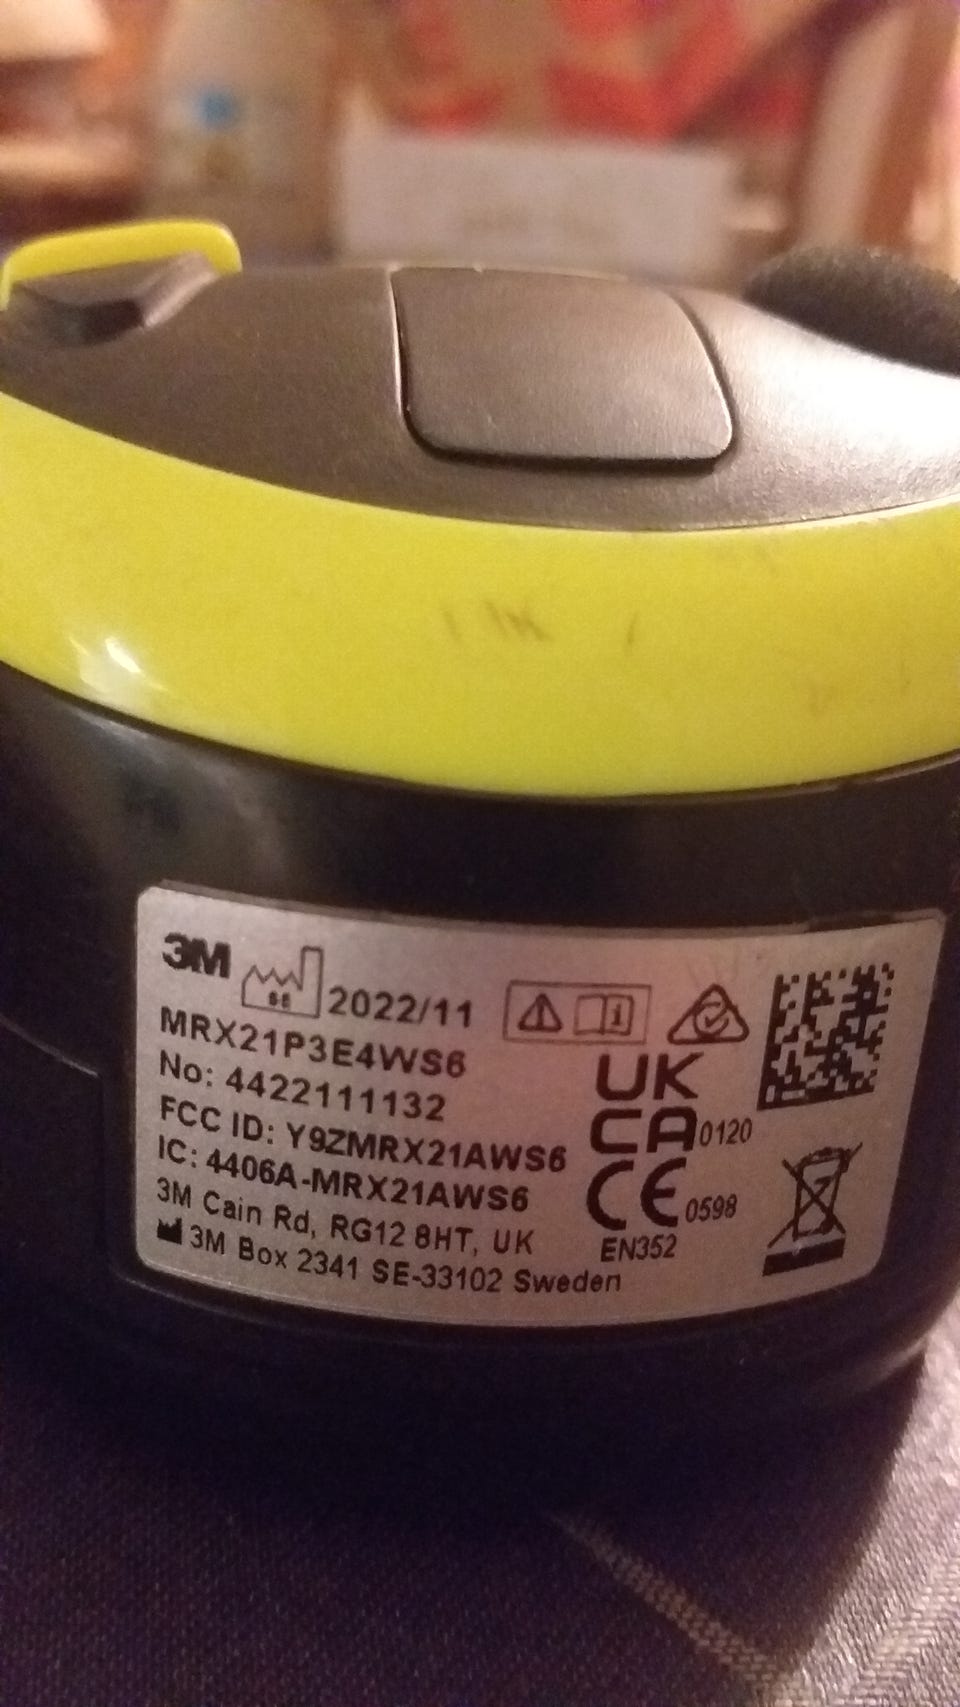 3M SE 2022/11
MRX21P3E4WS6
No: 4422111132
FCC ID: Y9ZMRX21AWS6
IC: 4406A-MRX21AWS6
3M Cain Rd, RG12 8HT, UK
3M Box 2341 SE-33102 Sweden
UK
CA 0120
CE 0598
EN352